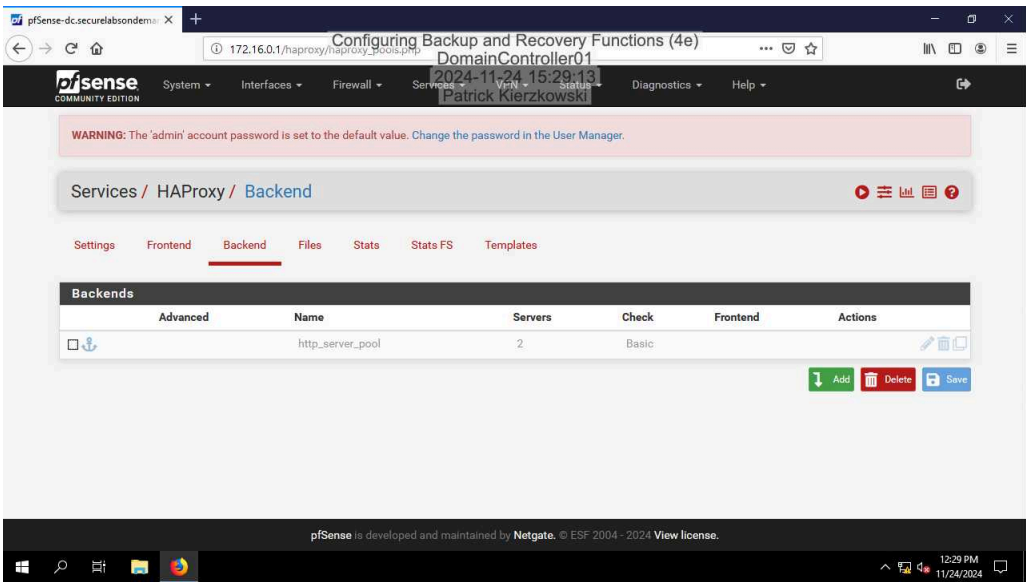 pfSense-dc.securelabsondemar
172.16.0.1/haproxy/haproxy_pools.php
Configuring Backup and Recovery Functions (4e)
DomainController01
2024-11-24 15:29:13
Patrick Kierzkowski
pfsense
COMMUNITY EDITION
System Interfaces Firewall Services VPN Status Diagnostics Help
WARNING: The 'admin' account password is set to the default value. Change the password in the User Manager.
Services / HAProxy / Backend
Settings Frontend Backend Files Stats Stats FS Templates
Backends
Advanced Name Servers Check Frontend Actions
http_server_pool 2 Basic
Add Delete Save
pfSense is developed and maintained by Netgate. © ESF 2004 - 2024 View license.
12:29 PM
11/24/2024